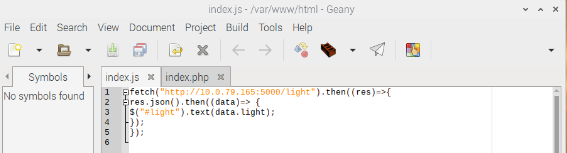 index.js - /var/www/html - Geany
File Edit Search View Document Project Build Tools Help
Symbols index.js index.php
No symbols found
1 fetch("http://10.0.79.165:5000/light").then((res)=>{
2 res.json().then((data)=> {
3 $("#light").text(data.light);
4 });
5 });
6